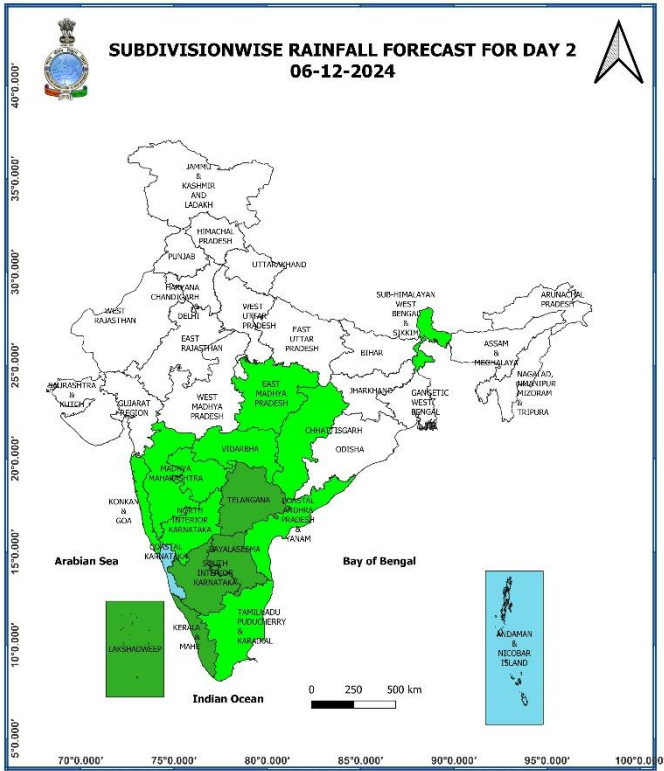 SUBDIVISIONWISE RAINFALL FORECAST FOR DAY 2
06-12-2024
40°0.000'
35°0.000'
30°0.000'
25°0.000'
20°0.000'
15°0.000'
10°0.000'
5°0.000'
JAMMU
&
KASHMIR
AND
LADAKH
HIMACHAL
PRADESH
PUNJAB
UTTARAKHAND
HARYANA
CHANDIGARH
DELHI
WEST
RAJASTHAN
EAST
RAJASTHAN
WEST
UTTAR
PRADESH
EAST
UTTAR
PRADESH
SUB-HIMALAYAN
WEST
BENGAL
&
SIKKIM
ARUNACHAL
PRADESH
ASSAM
&
MEGHALAYA
NAGALAD,
MANIPUR
MIZORAM
&
TRIPURA
BIHAR
JHARKHAND
GANGETIC
WEST
BENGAL
SAURASHTRA
&
KUTCH
GUJARAT
REGION
WEST
MADHYA
PRADESH
EAST
MADHYA
PRADESH
CHHATTISGARH
ODISHA
VIDARBHA
MADHYA
MAHARASHTRA
KONKAN
&
GOA
TELANGANA
NORTH
INTERIOR
KARNATAKA
COASTAL
ANDHRA
PRADESH
&
YANAM
COASTAL
KARNATAKA
RAYALASEEMA
SOUTH
INTERIOR
KARNATAKA
TAMILNADU
PUDUCHERRY
&
KARAIKAL
KERALA
&
MAHE
LAKSHADWEEP
ANDAMAN
&
NICOBAR
ISLAND
Arabian Sea
Bay of Bengal
Indian Ocean
0 250 500 km
70°0.000' 75°0.000' 80°0.000' 85°0.000' 90°0.000' 95°0.000' 100°0.000'